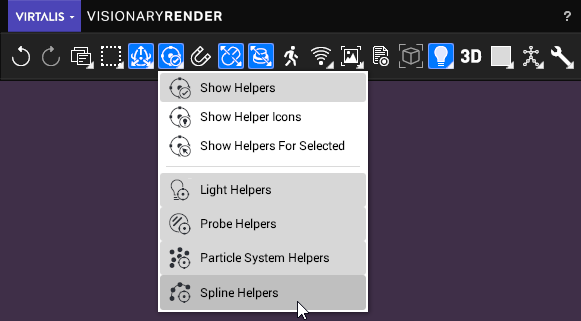 VIRTALIS VISIONARYRENDER ?
3D
Show Helpers
Show Helper Icons
Show Helpers For Selected
Light Helpers
Probe Helpers
Particle System Helpers
Spline Helpers